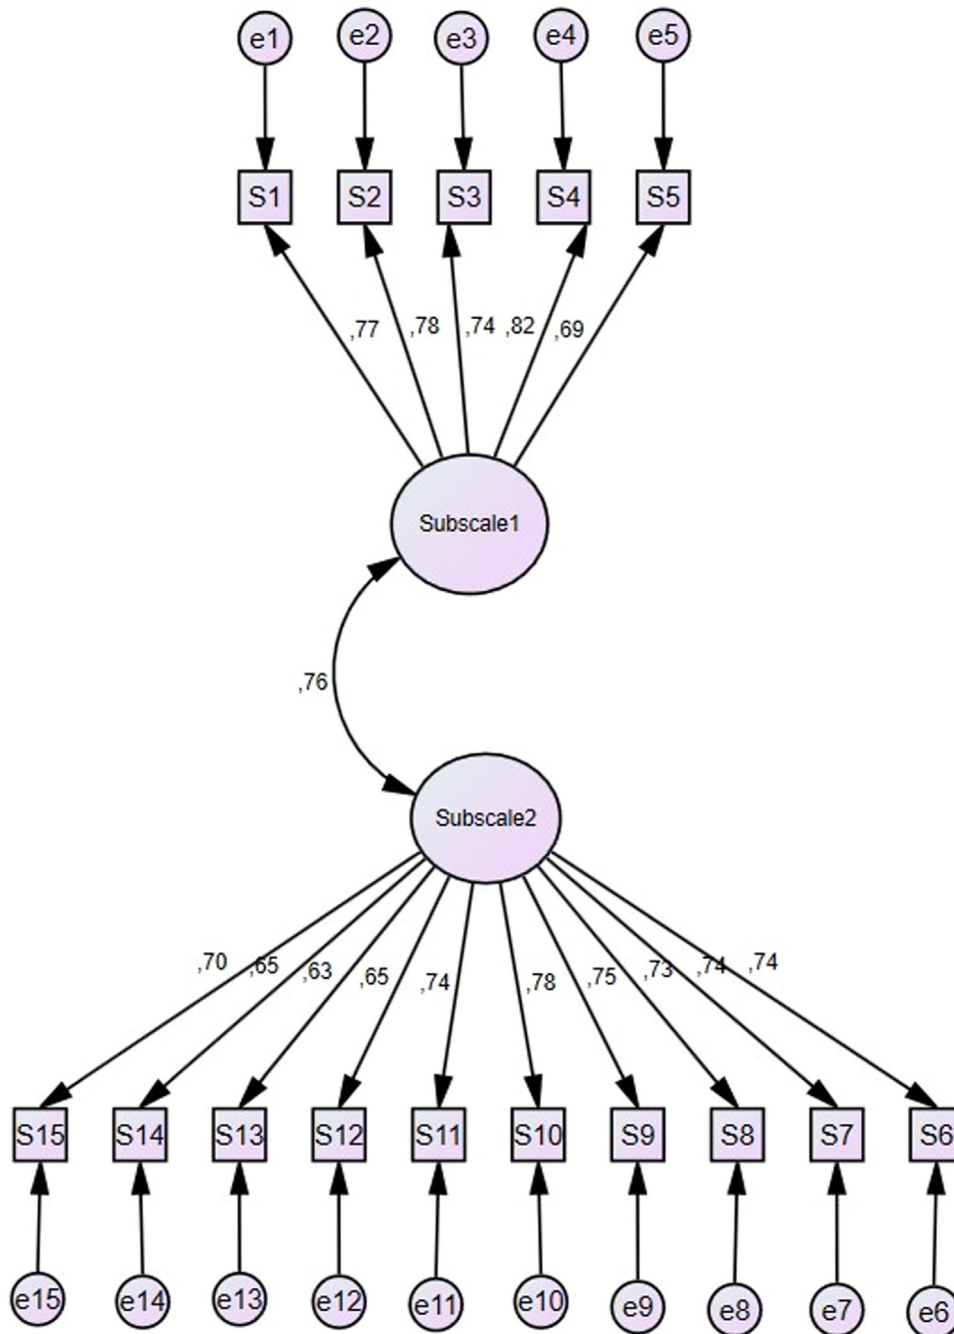 e1 e2 e3 e4 e5
S1 S2 S3 S4 S5
,77 ,78 ,74 ,82 ,69
Subscale1
,76
Subscale2
,70 ,65 ,63 ,65 ,74 ,78 ,75 ,73 ,74 ,74
S15 S14 S13 S12 S11 S10 S9 S8 S7 S6
e15 e14 e13 e12 e11 e10 e9 e8 e7 e6